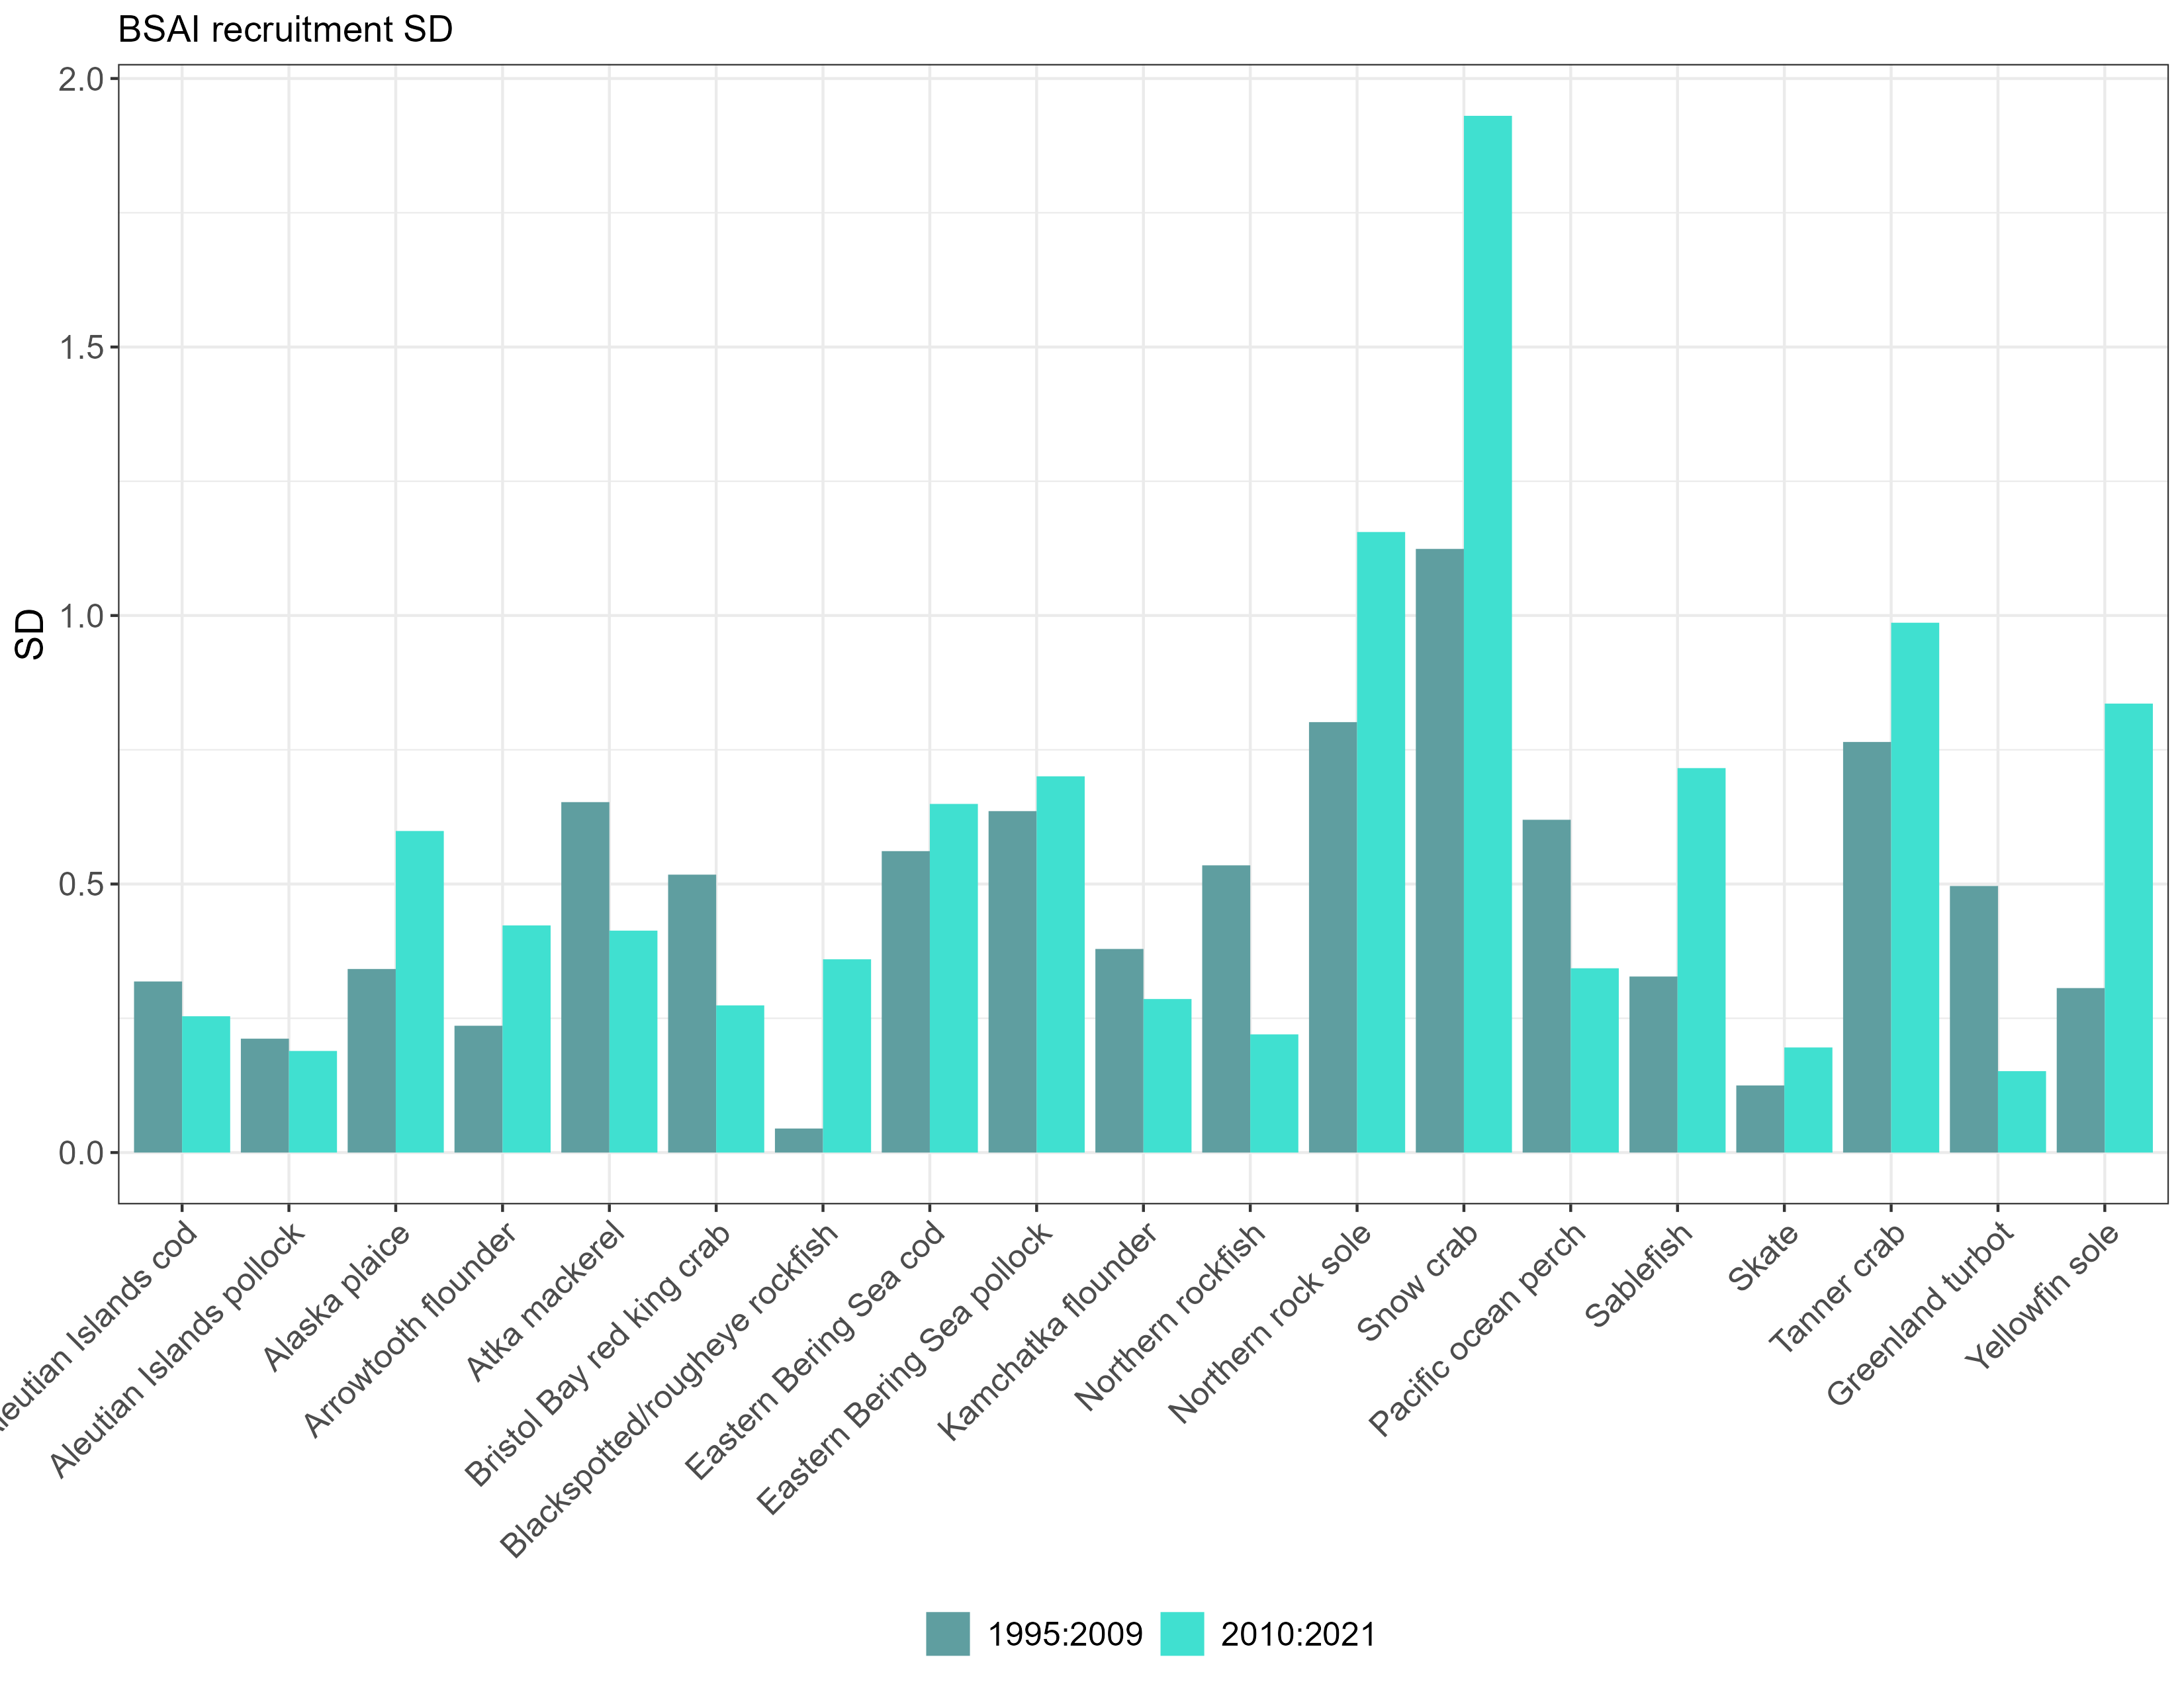 BSAI recruitment SD
2.0
1.5
1.0
0.5
0.0
SD
Islands cod
Aleutian Islands pollock
Alaska plaice
Arrowtooth flounder
Atka mackerel
Bristol Bay red king crab
Blackspotted/rougheye rockfish
Eastern Bering Sea cod
Eastern Bering Sea pollock
Kamchatka flounder
Northern rockfish
Northern rock sole
Snow crab
Pacific ocean perch
Sablefish
Skate
Tanner crab
Greenland turbot
Yellowfin sole
1995:2009 2010:2021